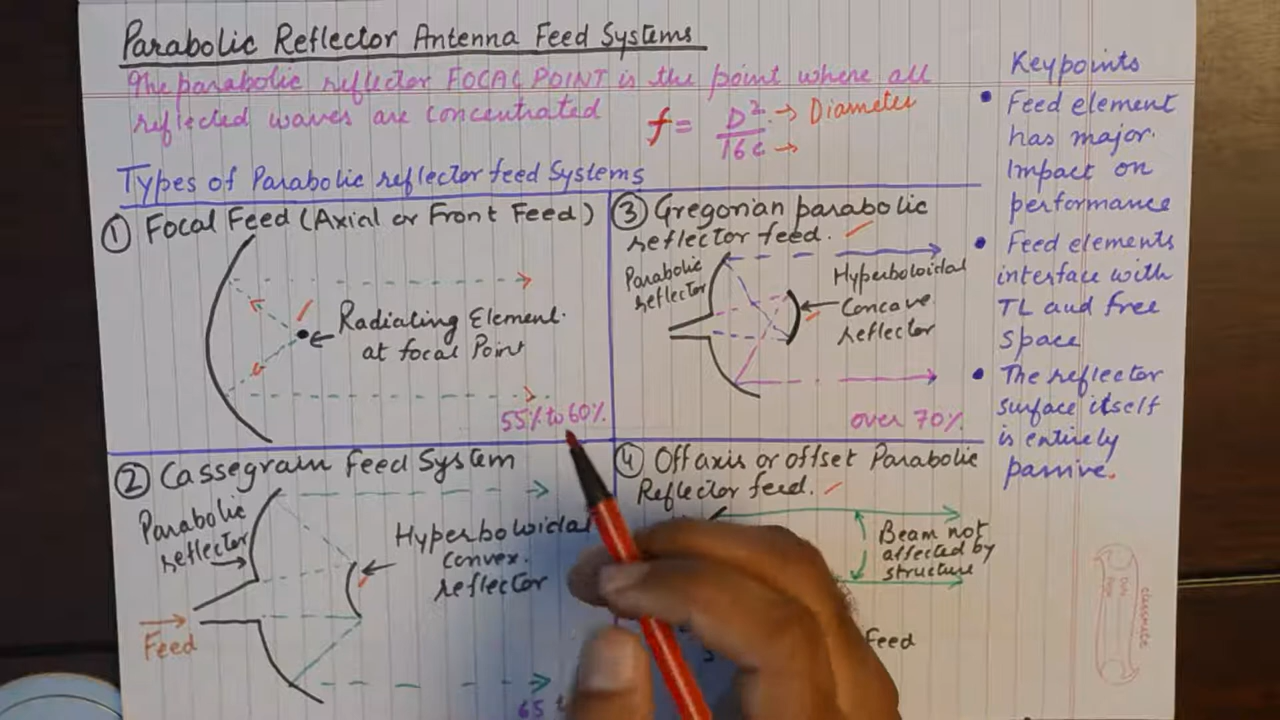 Parabolic Reflector Antenna Feed Systems
The parabolic reflector FOCAL POINT is the point where all
reflected waves are concentrated
f = D²/16c → Diameter
→
Types of Parabolic reflector feed Systems
① Focal Feed (Axial or Front Feed)
Radiating Element.
at focal Point
55% to 60%
② Cassegrain Feed System
Parabolic
reflector
Hyperboloidal
convex.
reflector
Feed
65
③ Gregorian parabolic
reflector feed.
Parabolic
reflector
Hyperboloidal
Concave
reflector
over 70%
④ Off axis or offset Parabolic
Reflector feed.
Beam not
affected by
structure
Feed
Keypoints
• Feed element
has major
Impact on
performance
• Feed elements
interface with
TL and free
space
• The reflector
surface itself
is entirely
passive.
classmate